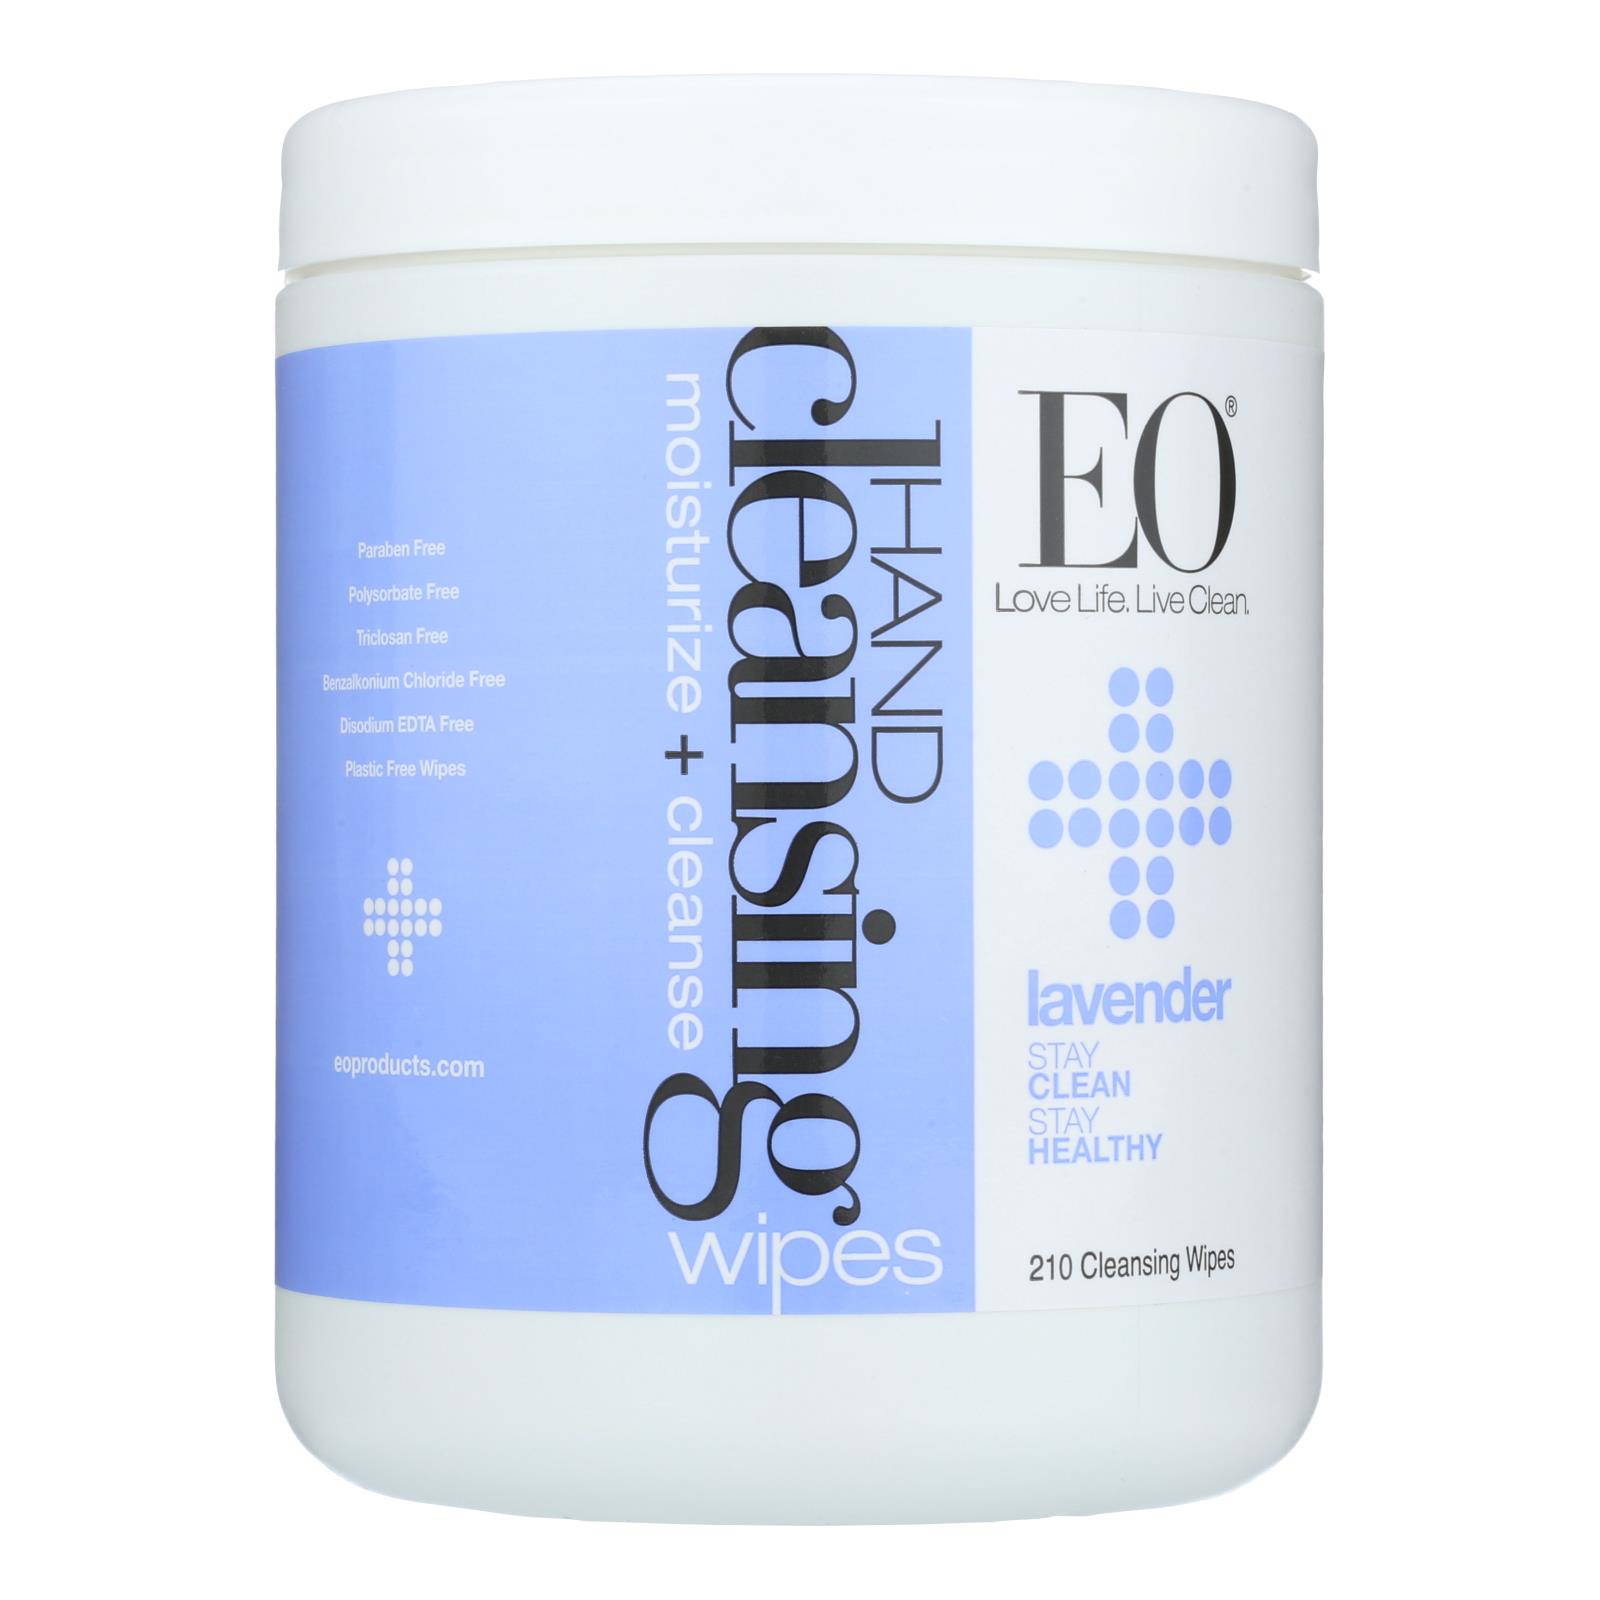 Paraben Free
Polysorbate Free
Triclosan Free
Benzalkonium Chloride Free
Disodium EDTA Free
Plastic Free Wipes
eoproducts.com
HAND
cleansing
moisturize + cleanse
wipes
EO®
Love Life. Live Clean.
lavender
STAY
CLEAN
STAY
HEALTHY
210 Cleansing Wipes